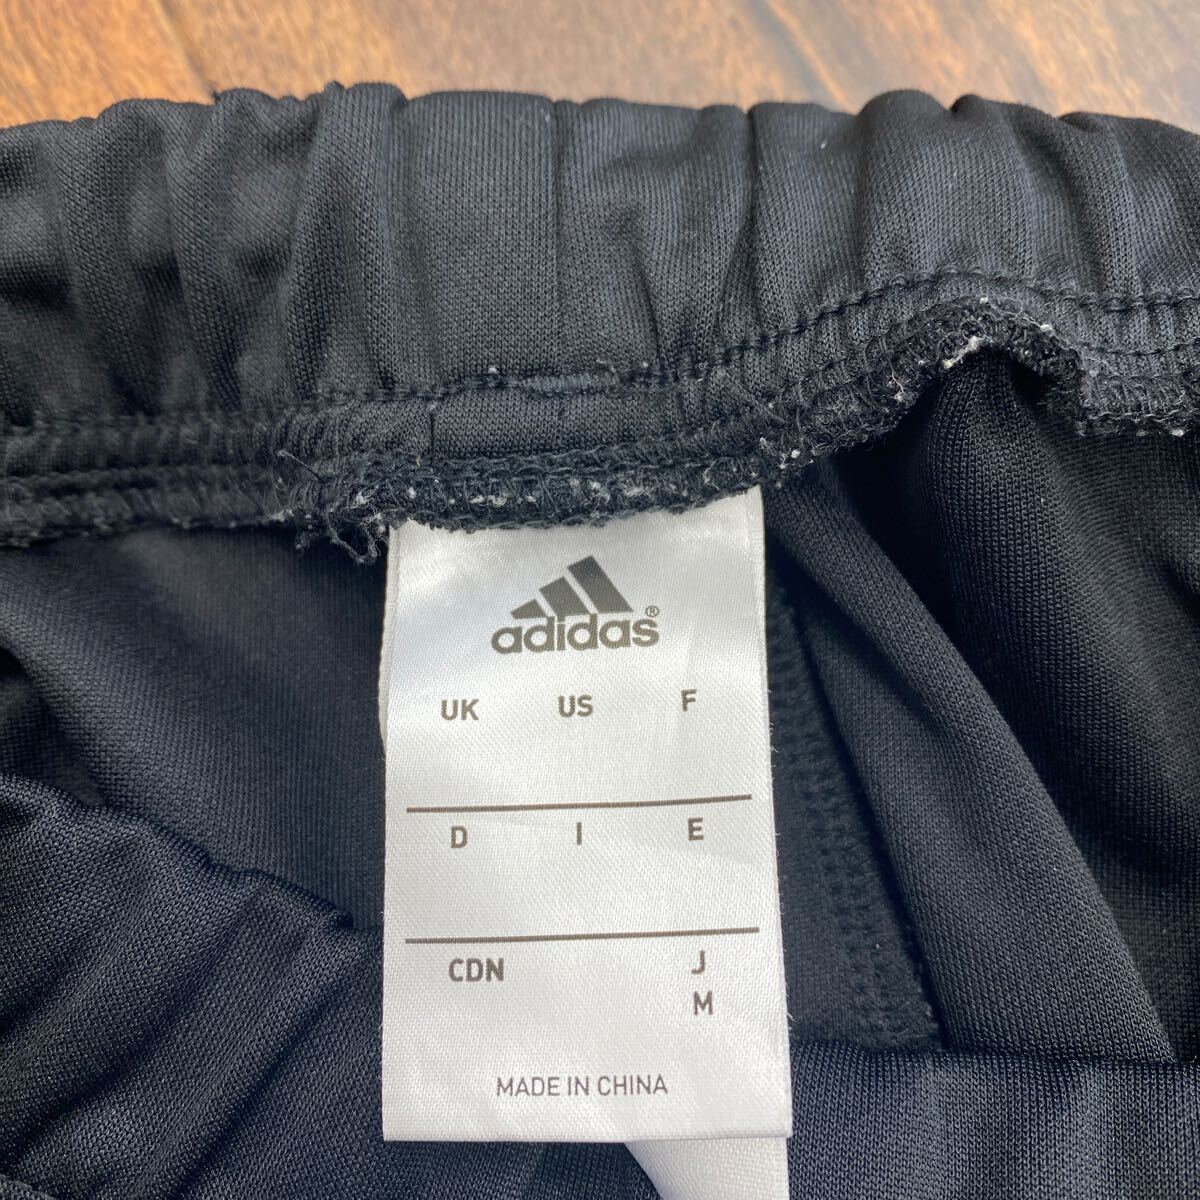 adidas®
UK US F
D I E
CDN J
M
MADE IN CHINA